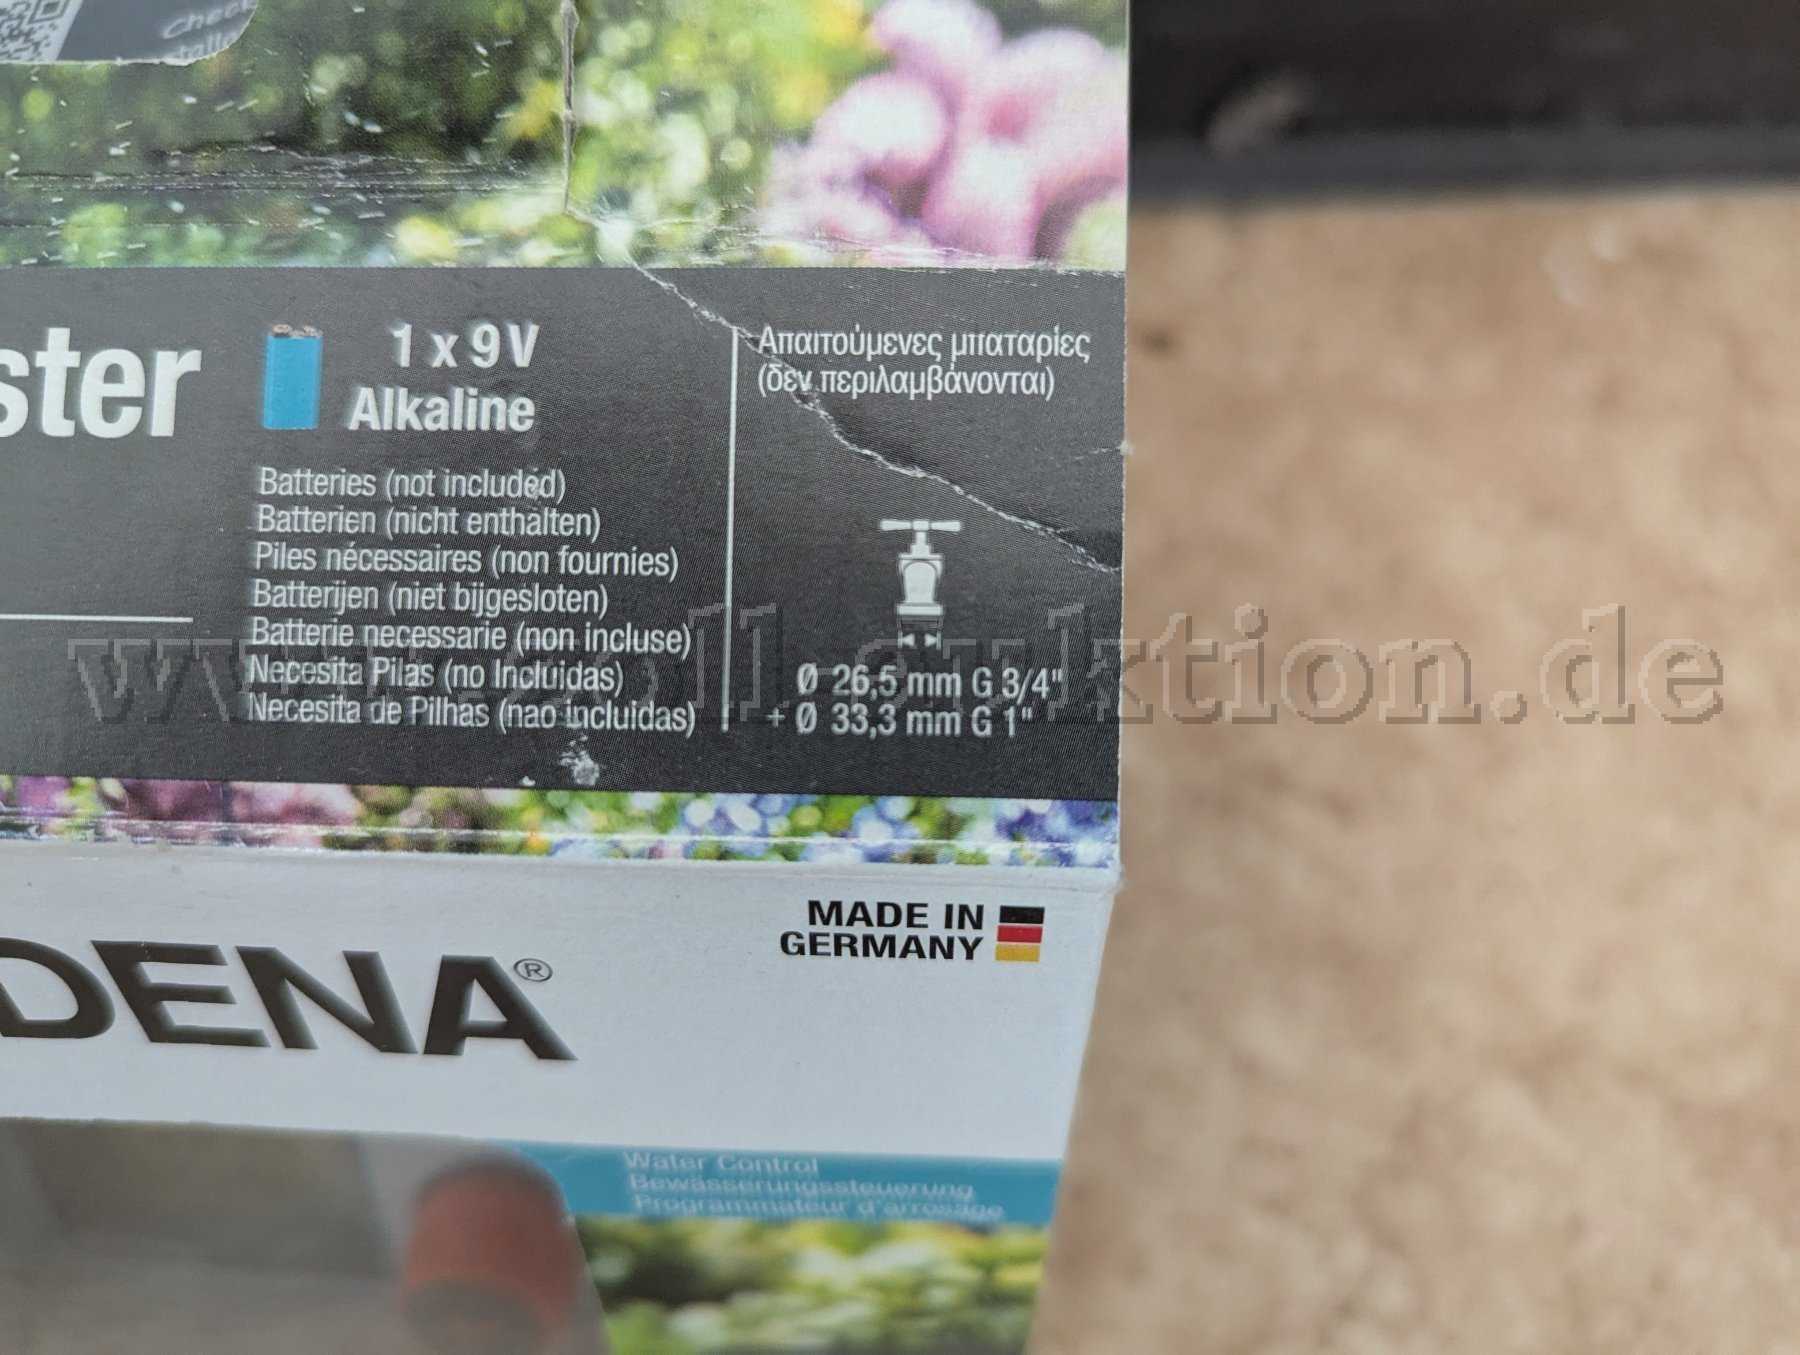 Check
ster
1 x 9 V
Alkaline
Batteries (not included)
Batterien (nicht enthalten)
Piles nécessaires (non fournies)
Batterijen (niet bijgesloten)
Batterie necessarie (non incluse)
Necesita Pilas (no Incluidas)
Necesita de Pilhas (nao incluidas)
Απαιτούμενες μπαταρίες
(δεν περιλαμβάνονται)
Ø 26,5 mm G 3/4"
+ Ø 33,3 mm G 1"
www.zoll-auktion.de
MADE IN
GERMANY
DENA®
Water Control
Bewässerungssteuerung
Programmateur d'arrosage